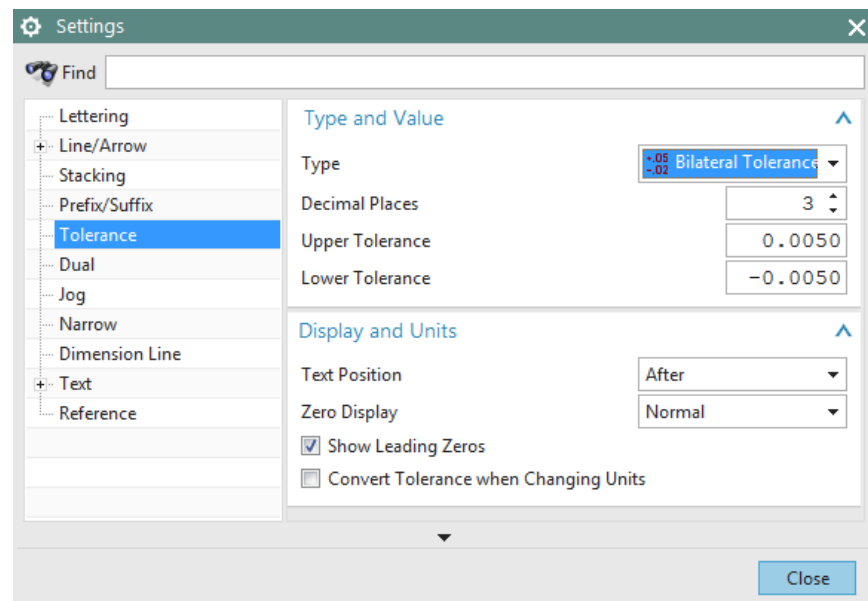 Settings
Find
Lettering
Line/Arrow
Stacking
Prefix/Suffix
Tolerance
Dual
Jog
Narrow
Dimension Line
Text
Reference
Type and Value
Type +.05 -.02 Bilateral Tolerance
Decimal Places 3
Upper Tolerance 0.0050
Lower Tolerance -0.0050
Display and Units
Text Position After
Zero Display Normal
Show Leading Zeros
Convert Tolerance when Changing Units
Close